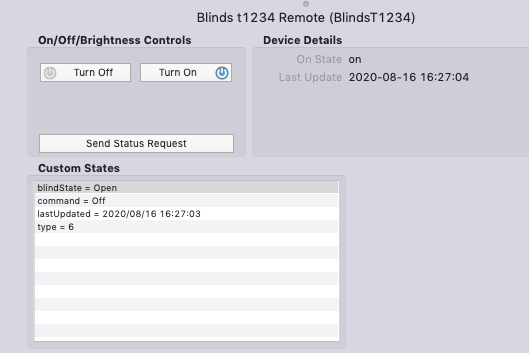 Blinds t1234 Remote (BlindsT1234)
On/Off/Brightness Controls
Turn Off
Turn On
Send Status Request
Device Details
On State on
Last Update 2020-08-16 16:27:04
Custom States
blindState = Open
command = Off
lastUpdated = 2020/08/16 16:27:03
type = 6